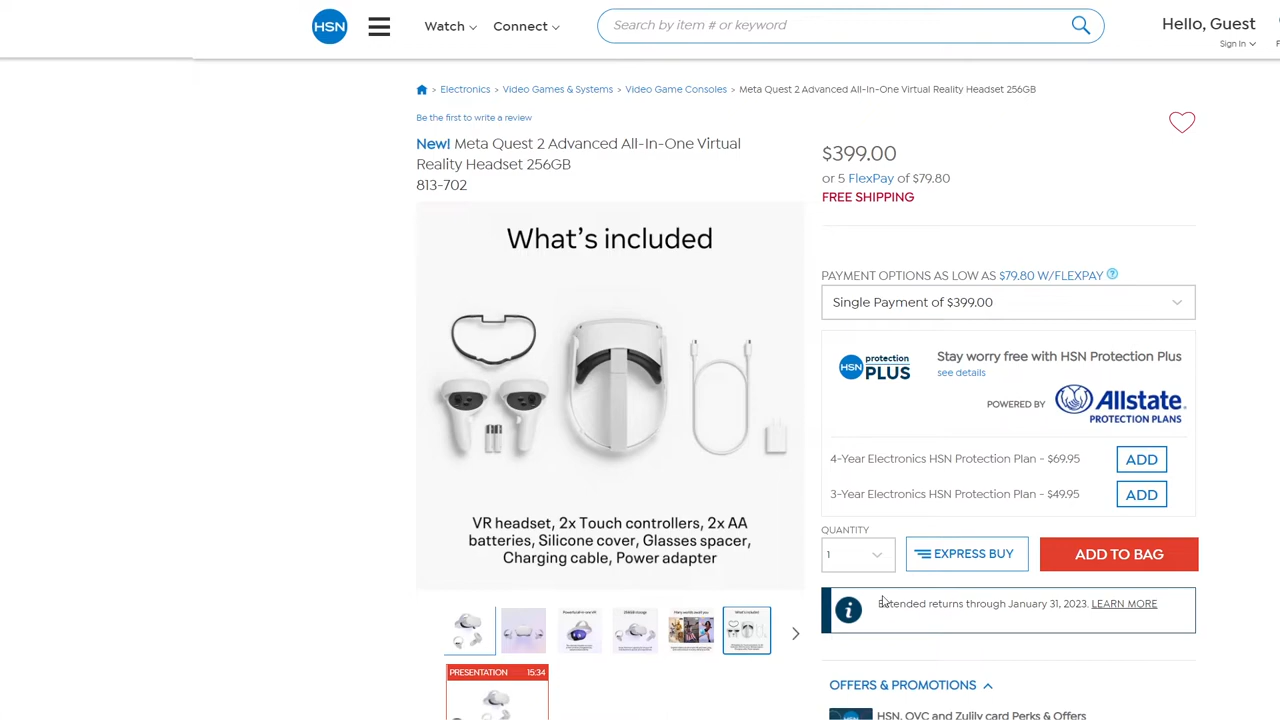 HSN
Watch
Connect
Search by item # or keyword
Hello, Guest
Sign In
> Electronics > Video Games & Systems > Video Game Consoles > Meta Quest 2 Advanced All-In-One Virtual Reality Headset 256GB
Be the first to write a review
New! Meta Quest 2 Advanced All-In-One Virtual
Reality Headset 256GB
813-702
What's included
VR headset, 2x Touch controllers, 2x AA
batteries, Silicone cover, Glasses spacer,
Charging cable, Power adapter
PRESENTATION 15:34
$399.00
or 5 FlexPay of $79.80
FREE SHIPPING
PAYMENT OPTIONS AS LOW AS $79.80 W/FLEXPAY ?
Single Payment of $399.00
HSN protection PLUS
Stay worry free with HSN Protection Plus
see details
POWERED BY
Allstate
PROTECTION PLANS
4-Year Electronics HSN Protection Plan - $69.95 ADD
3-Year Electronics HSN Protection Plan - $49.95 ADD
QUANTITY
1
EXPRESS BUY
ADD TO BAG
Extended returns through January 31, 2023. LEARN MORE
OFFERS & PROMOTIONS
HSN, QVC and Zulily card Perks & Offers